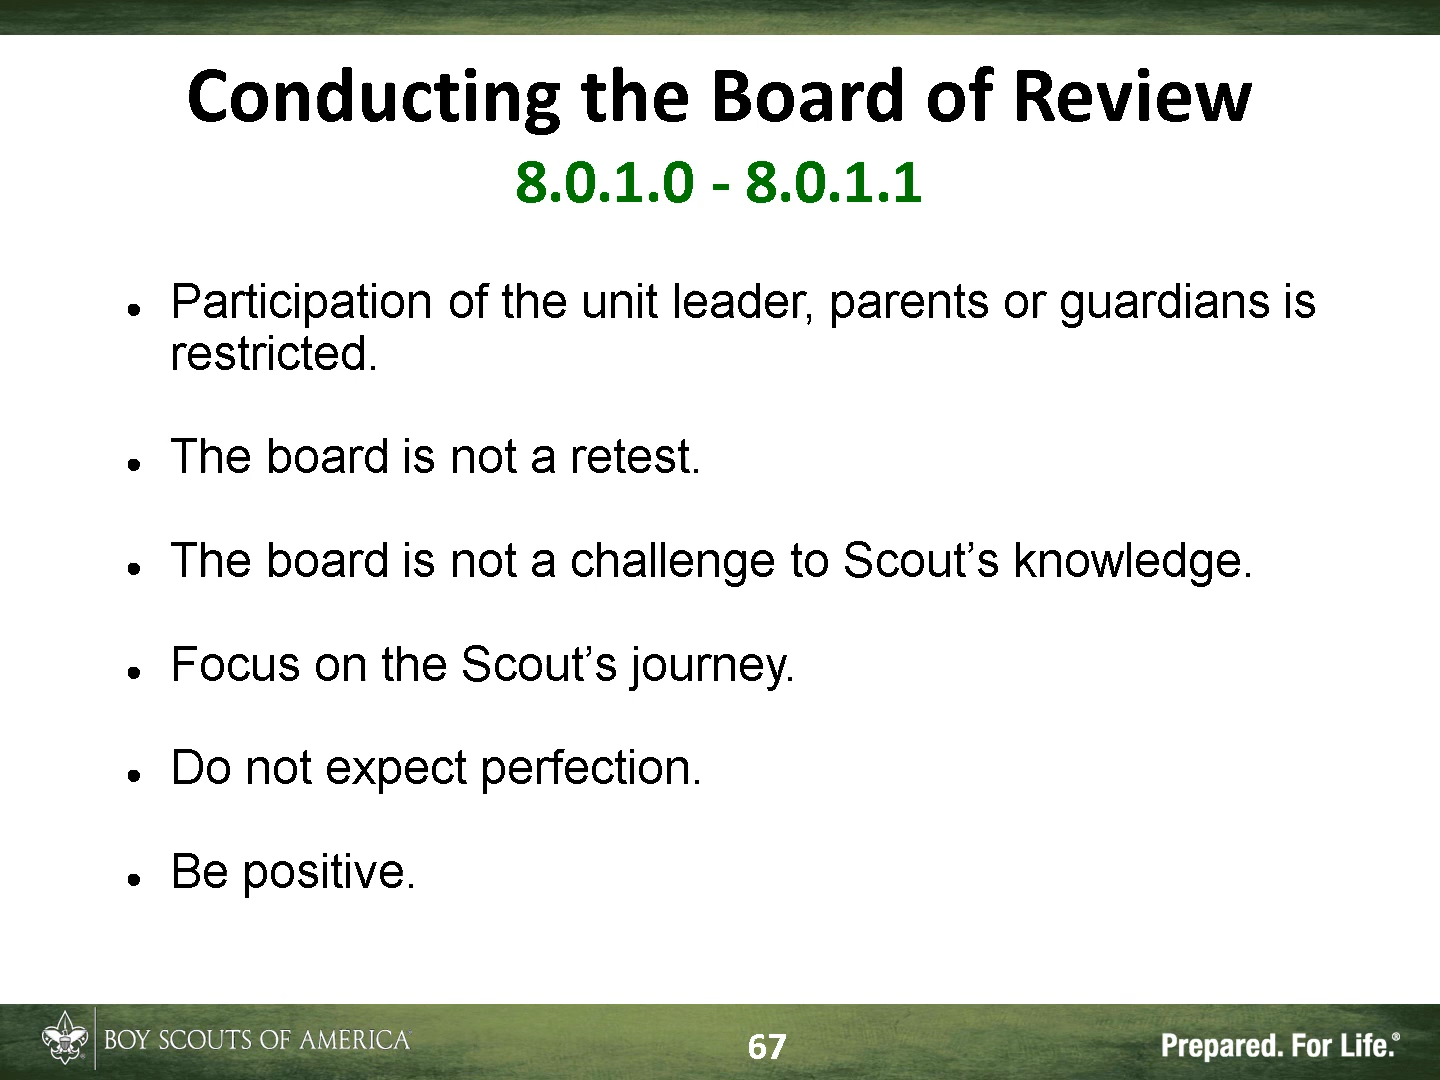 Conducting the Board of Review
8.0.1.0 - 8.0.1.1
● Participation of the unit leader, parents or guardians is
restricted.
● The board is not a retest.
● The board is not a challenge to Scout’s knowledge.
● Focus on the Scout’s journey.
● Do not expect perfection.
● Be positive.
BOY SCOUTS OF AMERICA
67
Prepared. For Life.®